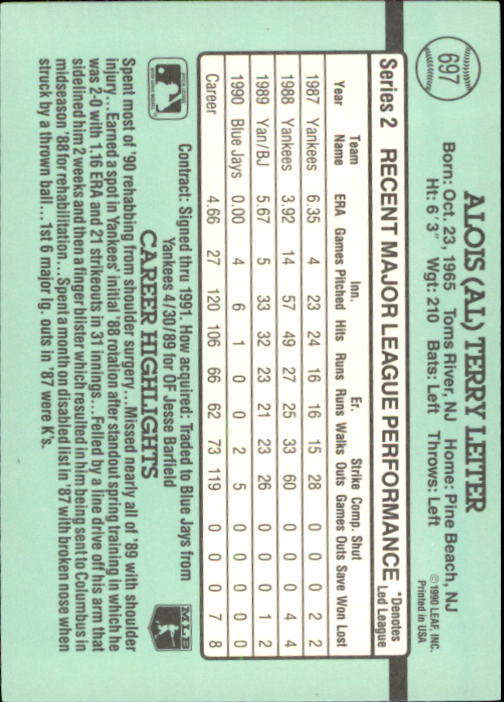 697
ALOIS (AL) TERRY LEITER
Born: Oct. 23, 1965 Toms River, NJ Home: Pine Beach, NJ
Ht: 6' 3" Wgt: 210 Bats: Left Throws: Left
©1990 LEAF, INC.
Printed in USA
Series 2 RECENT MAJOR LEAGUE PERFORMANCE *Denotes Led League
Year Team Name ERA Games Inn. Pitched Hits Runs Er. Runs Walks Strike Outs Comp. Games Shut Outs Save Won Lost
1987 Yankees 6.35 4 23 24 16 16 15 28 0 0 0 2 2
1988 Yankees 3.92 14 57 49 27 25 33 60 0 0 0 4 4
1989 Yan/BJ 5.67 5 33 32 23 21 23 26 0 0 0 1 2
1990 Blue Jays 0.00 4 6 1 0 0 2 5 0 0 0 0 0
Career 4.66 27 120 106 66 62 73 119 0 0 0 7 8
Contract: Signed thru 1991. How acquired: Traded to Blue Jays from
Yankees 4/30/89 for OF Jesse Barfield
CAREER HIGHLIGHTS
MLB
Spent most of '90 rehabbing from shoulder surgery...Missed nearly all of '89 with shoulder
injury...Earned a spot in Yankees' initial '88 rotation after standout spring training in which he
was 2-0 with 1.16 ERA and 21 strikeouts in 31 innings...Felled by a line drive off his arm that
sidelined him 2 weeks and then a finger blister which resulted in him being sent to Columbus in
midseason '88 for rehabilitation...Spent a month on disabled list in '87 with broken nose when
struck by a thrown ball...1st 6 major lg. outs in '87 were K's.